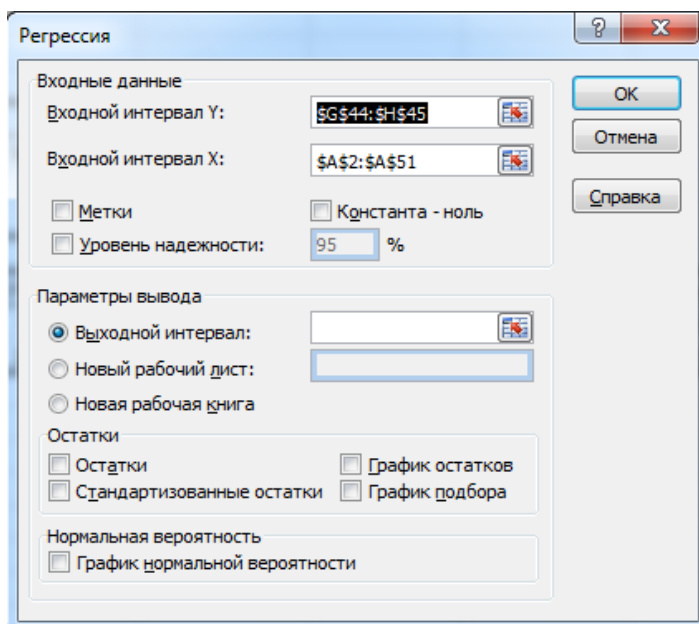 Регрессия
Входные данные
Входной интервал Y: $G$44:$H$45
Входной интервал X: $A$2:$A$51
Метки Константа - ноль
Уровень надежности: 95 %
Параметры вывода
Выходной интервал:
Новый рабочий лист:
Новая рабочая книга
Остатки
Остатки График остатков
Стандартизованные остатки График подбора
Нормальная вероятность
График нормальной вероятности
? X
OK
Отмена
Справка